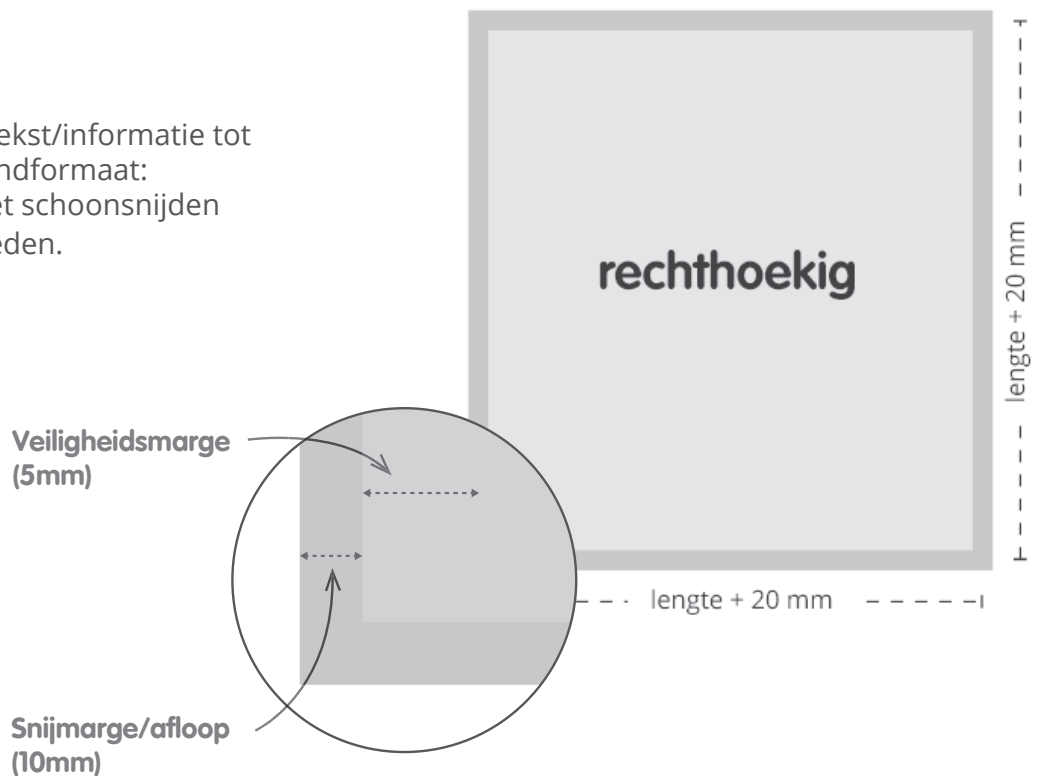 ekst/informatie tot
ndformaat:
et schoonsnijden
eden.
rechthoekig
lengte + 20 mm
Veiligheidsmarge
(5mm)
lengte + 20 mm
Snijmarge/afloop
(10mm)